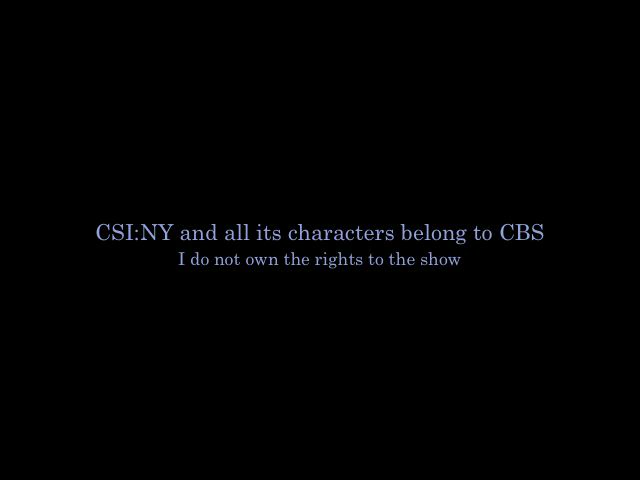 CSI:NY and all its characters belong to CBS
I do not own the rights to the show